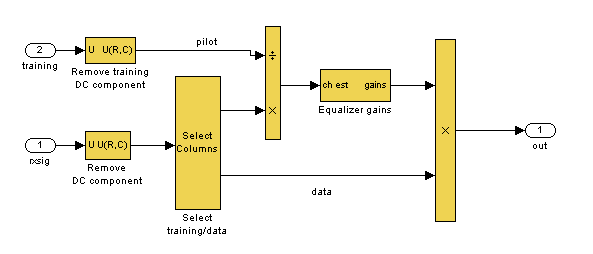 pilot
2
U U(R,C)
÷
training
Remove training
DC component
ch est gains
Select
Columns
×
Equalizer gains
×
1
1
U U(R,C)
rxsig
Remove
DC component
out
data
Select
training/data